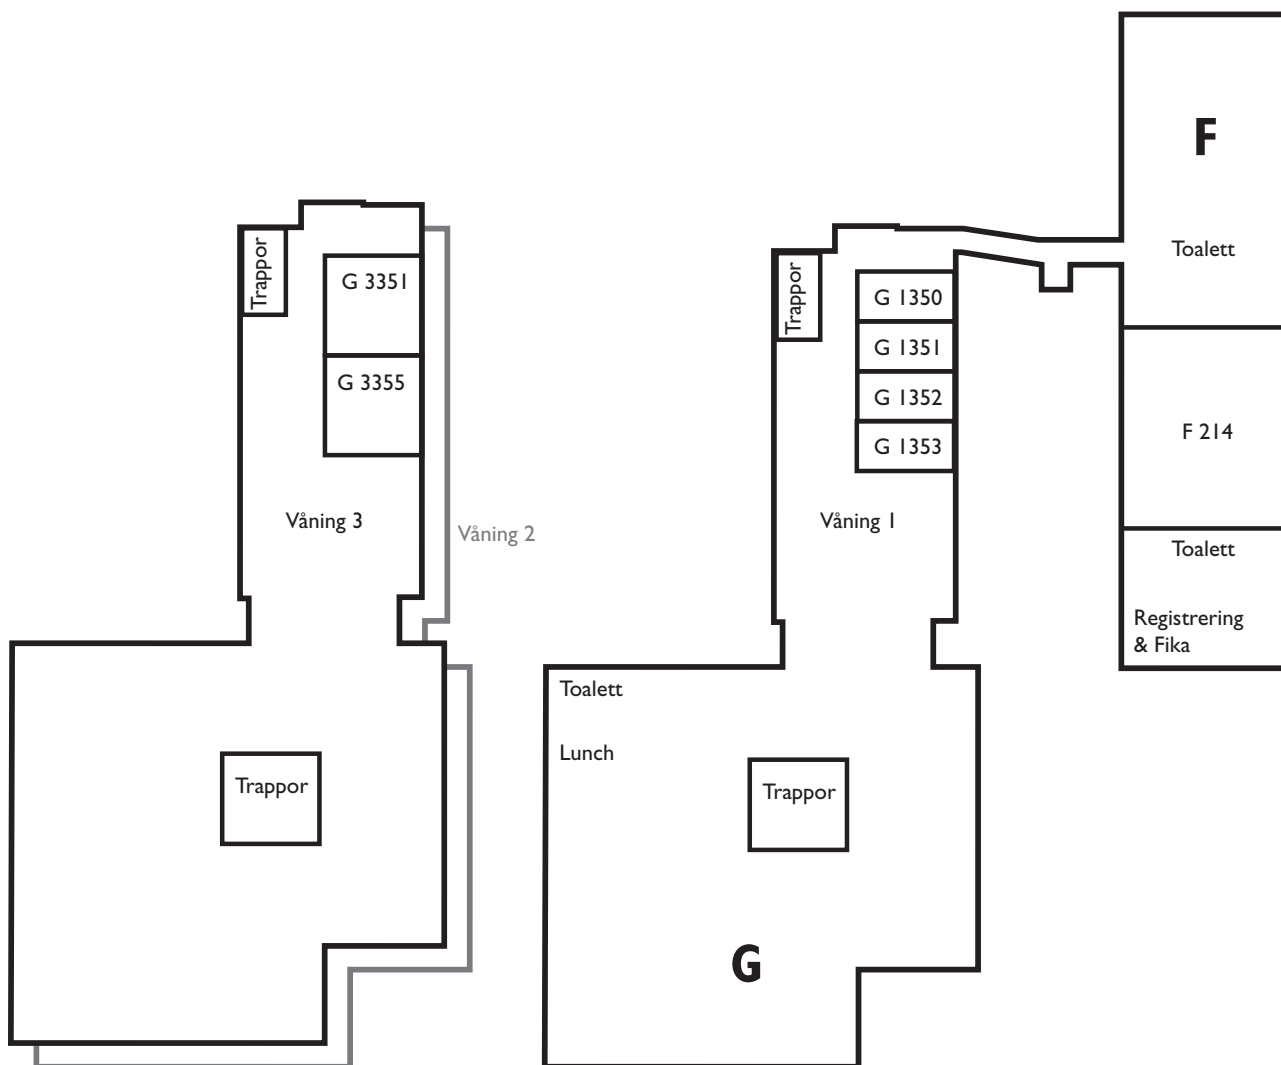 Trappor
G 3351
G 3355
Våning 3
Våning 2
Trappor
Trappor
G 1350
G 1351
G 1352
G 1353
Våning 1
Toalett
Lunch
Trappor
G
F
Toalett
F 214
Toalett
Registrering
& Fika